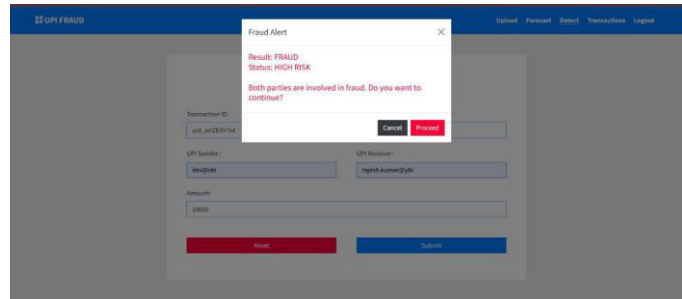 UPI FRAUD
Upload Forecast Detect Transactions Logout
Fraud Alert
Result: FRAUD
Status: HIGH RISK
Both parties are involved in fraud. Do you want to
continue?
Cancel Proceed
Transaction ID:
UPI Sender: UPI Receiver:
dev@sbi rajesh.kumar@ybl
Amount:
10000
Reset Submit